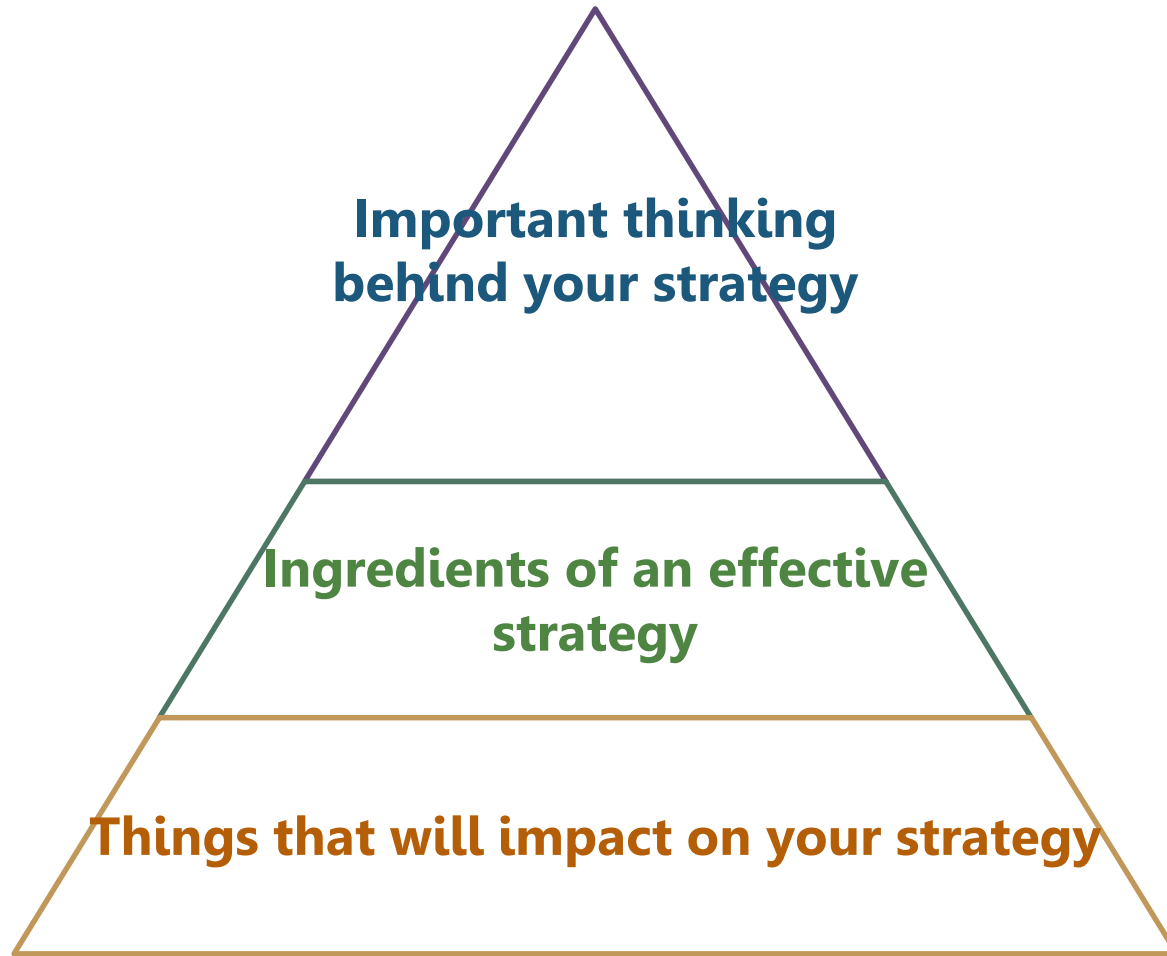 Important thinking
behind your strategy
Ingredients of an effective
strategy
Things that will impact on your strategy